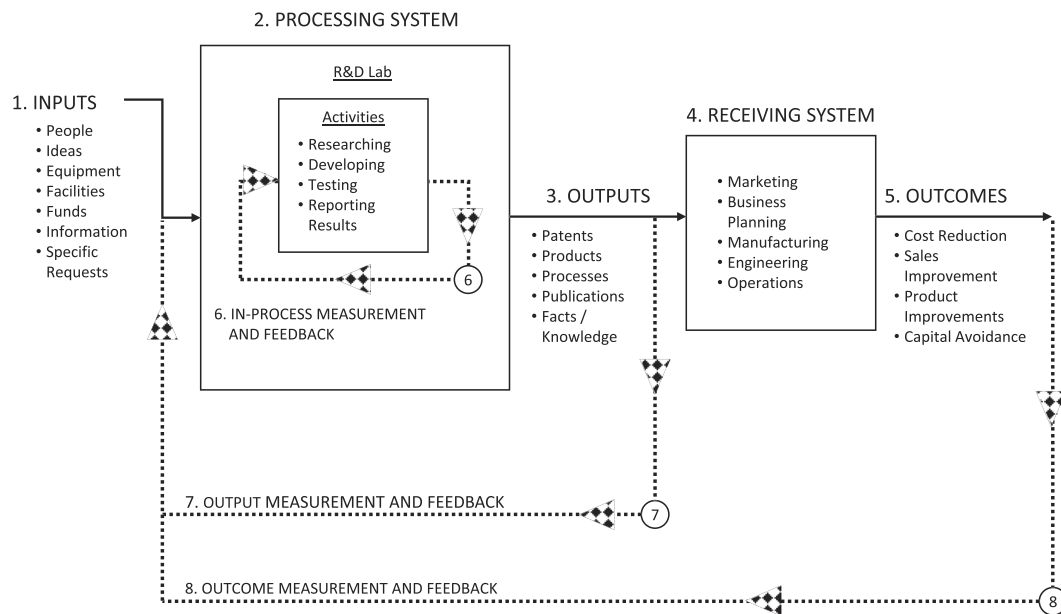 2. PROCESSING SYSTEM
R&D Lab
1. INPUTS
• People
• Ideas
• Equipment
• Facilities
• Funds
• Information
• Specific
Requests
Activities
• Researching
• Developing
• Testing
• Reporting
Results
6
6. IN-PROCESS MEASUREMENT
AND FEEDBACK
3. OUTPUTS
• Patents
• Products
• Processes
• Publications
• Facts /
Knowledge
4. RECEIVING SYSTEM
• Marketing
• Business
Planning
• Manufacturing
• Engineering
• Operations
5. OUTCOMES
• Cost Reduction
• Sales
Improvement
• Product
Improvements
• Capital Avoidance
7. OUTPUT MEASUREMENT AND FEEDBACK
7
8. OUTCOME MEASUREMENT AND FEEDBACK
8